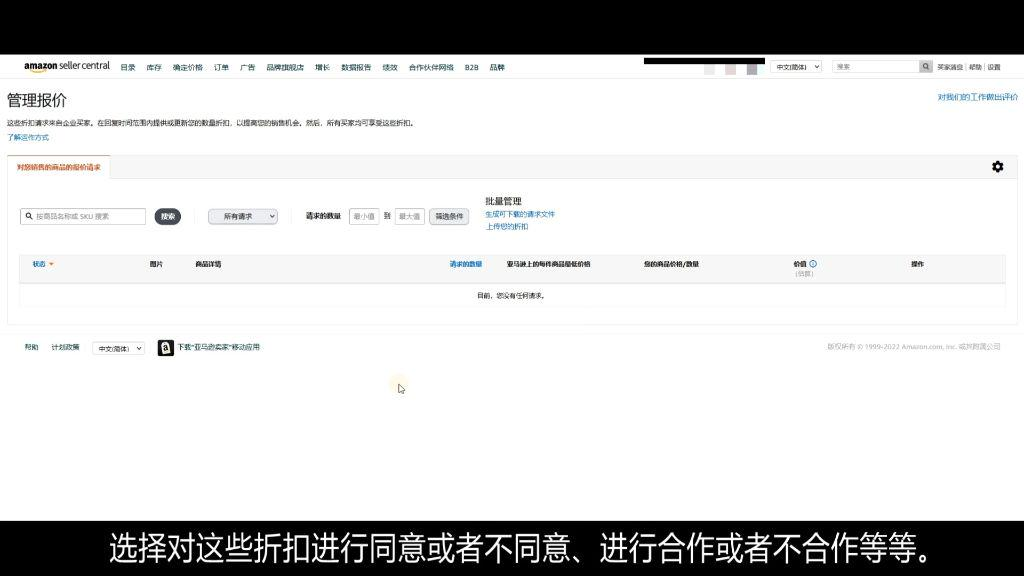 amazon seller central 目录 库存 确定价格 订单 广告 品牌旗舰店 增长 数据报告 绩效 合作伙伴网络 B2B 品牌 中文(简体) 搜索 买家消息 帮助 设置
管理报价
对我们的工作做出评价
这些折扣请求来自企业买家。在回复时间范围内提供或更新您的数量折扣，以提高您的销售机会。然后，所有买家均可享受这些折扣。
了解运作方式
对您销售的商品的报价请求
批量管理
按商品名称或 SKU 搜索 搜索 所有请求 请求的数量 最小值 到 最大值 筛选条件
生成可下载的请求文件
上传您的折扣
状态 图片 商品详情 请求的数量 亚马逊上的每件商品最低价格 您的商品价格/数量 价值 操作
(估算)
目前，您没有任何请求。
帮助 计划政策 中文(简体) a 下载“亚马逊卖家”移动应用 版权所有 © 1999-2022 Amazon.com, Inc. 或其附属公司
选择对这些折扣进行同意或者不同意、进行合作或者不合作等等。